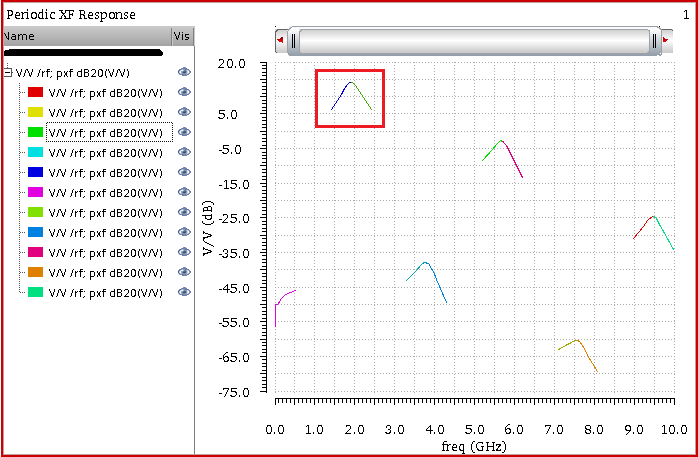 Periodic XF Response
1
Name
Vis
V/V /rf; pxf dB20(V/V)
V/V /rf; pxf dB20(V/V)
V/V /rf; pxf dB20(V/V)
V/V /rf; pxf dB20(V/V)
V/V /rf; pxf dB20(V/V)
V/V /rf; pxf dB20(V/V)
V/V /rf; pxf dB20(V/V)
V/V /rf; pxf dB20(V/V)
V/V /rf; pxf dB20(V/V)
V/V /rf; pxf dB20(V/V)
V/V /rf; pxf dB20(V/V)
V/V /rf; pxf dB20(V/V)
V/V (dB)
20.0
5.0
-5.0
-15.0
-25.0
-35.0
-45.0
-55.0
-65.0
-75.0
0.0 1.0 2.0 3.0 4.0 5.0 6.0 7.0 8.0 9.0 10.0
freq (GHz)